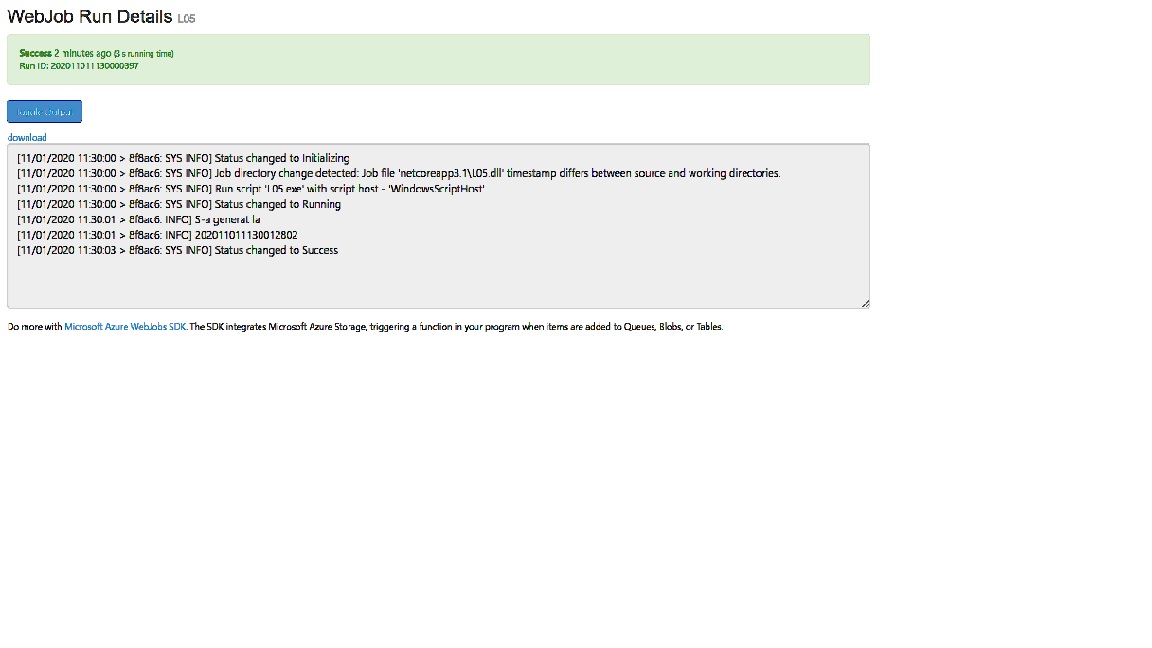 WebJob Run Details L05
Success 2 minutes ago (3 s running time)
Run ID: 202011011130000397
Toggle Output
download
[11/01/2020 11:30:00 > 8f8ac6: SYS INFO] Status changed to Initializing
[11/01/2020 11:30:00 > 8f8ac6: SYS INFO] Job directory change detected: Job file 'netcoreapp3.1\L05.dll' timestamp differs between source and working directories.
[11/01/2020 11:30:00 > 8f8ac6: SYS INFO] Run script 'L05.exe' with script host - 'WindowsScriptHost'
[11/01/2020 11:30:00 > 8f8ac6: SYS INFO] Status changed to Running
[11/01/2020 11:30:01 > 8f8ac6: INFO] S-a generat la
[11/01/2020 11:30:01 > 8f8ac6: INFO] 202011011130012802
[11/01/2020 11:30:03 > 8f8ac6: SYS INFO] Status changed to Success
Do more with Microsoft Azure WebJobs SDK. The SDK integrates Microsoft Azure Storage, triggering a function in your program when items are added to Queues, Blobs, or Tables.